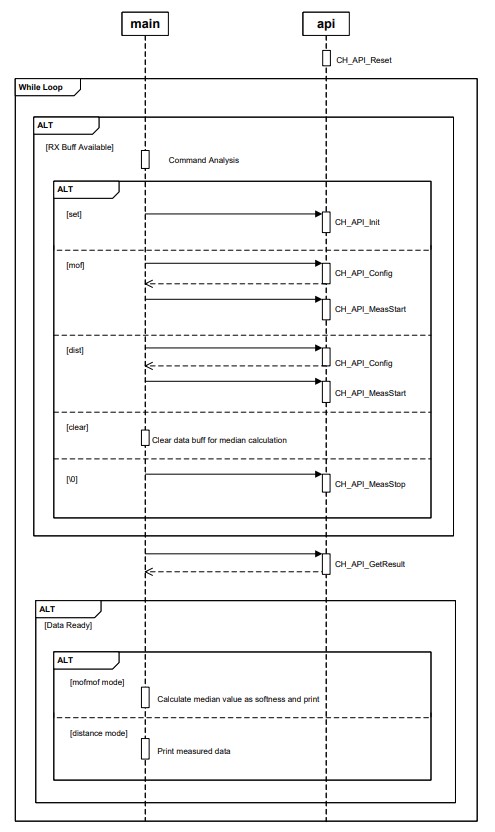 main
api
CH_API_Reset
While Loop
ALT
[RX Buff Available]
Command Analysis
ALT
[set]
CH_API_Init
[mof]
CH_API_Config
CH_API_MeasStart
[dist]
CH_API_Config
CH_API_MeasStart
[clear]
Clear data buff for median calculation
[\0]
CH_API_MeasStop
CH_API_GetResult
ALT
[Data Ready]
ALT
[mofmof mode]
Calculate median value as softness and print
[distance mode]
Print measured data